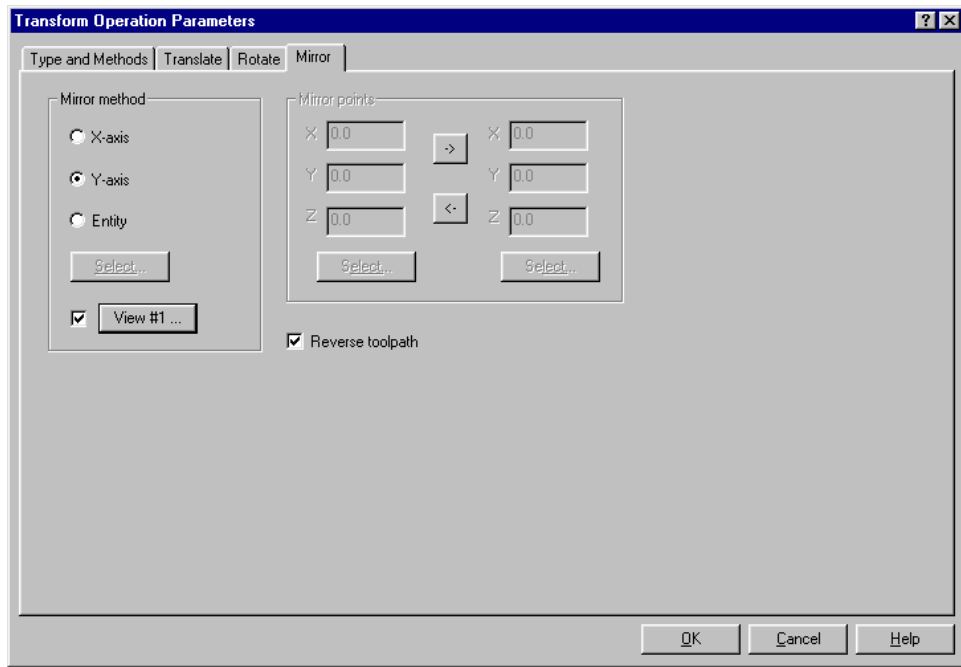 Transform Operation Parameters
Type and Methods Translate Rotate Mirror
Mirror method
X-axis
Y-axis
Entity
Select...
View #1 ...
Mirror points
X 0.0 -> X 0.0
Y 0.0 Y 0.0
Z 0.0 <- Z 0.0
Select... Select...
Reverse toolpath
OK Cancel Help